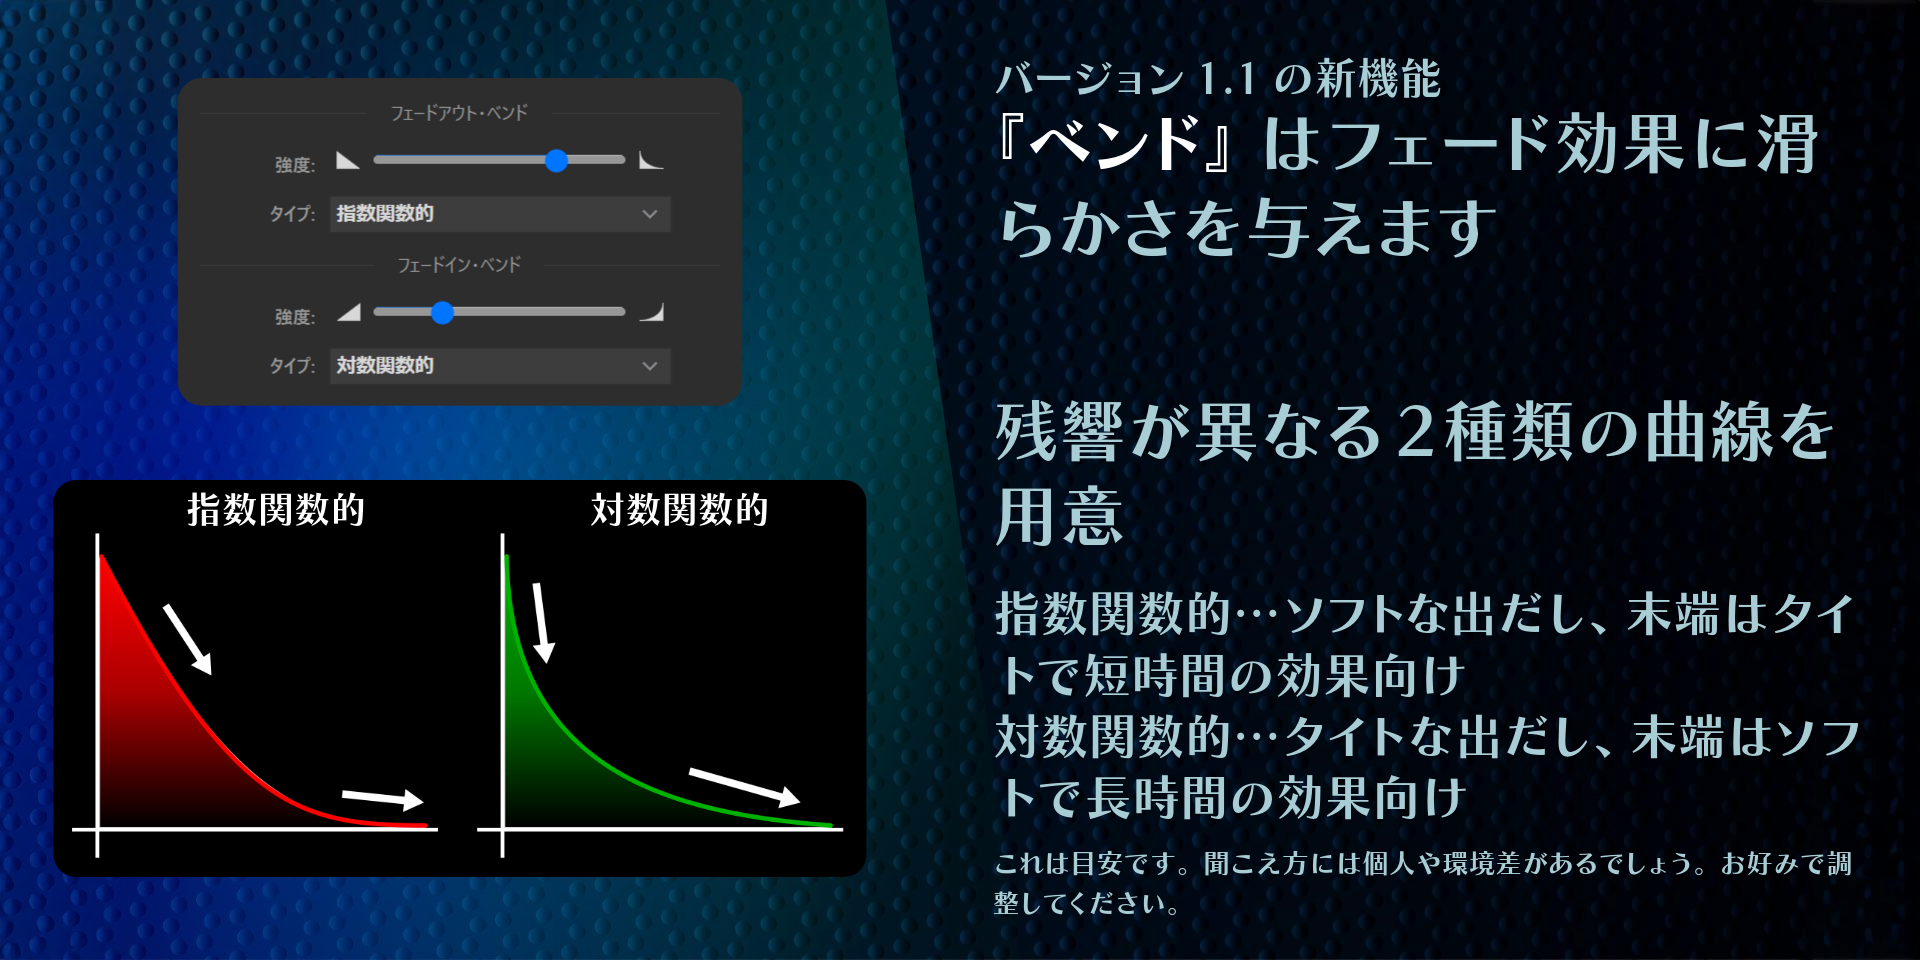 フェードアウト・ベンド
強度:
タイプ: 指数関数的
フェードイン・ベンド
強度:
タイプ: 対数関数的
指数関数的
対数関数的
バージョン 1.1 の新機能
『ベンド』はフェード効果に滑
らかさを与えます
残響が異なる2種類の曲線を
用意
指数関数的…ソフトな出だし、末端はタイ
トで短時間の効果向け
対数関数的…タイトな出だし、末端はソフ
トで長時間の効果向け
これは目安です。聞こえ方には個人や環境差があるでしょう。お好みで調
整してください。